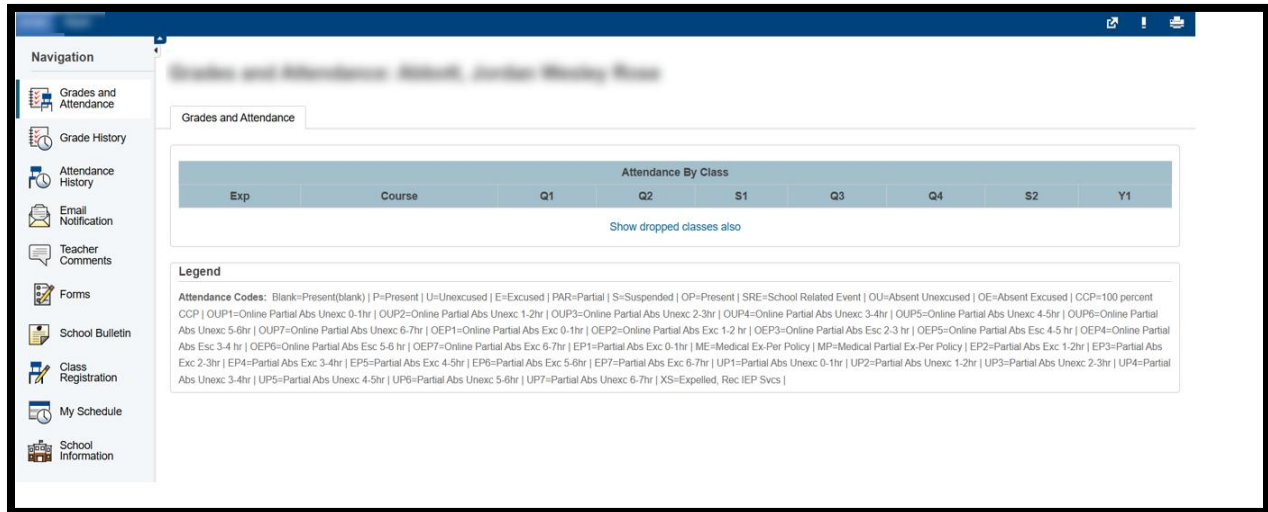 Navigation
Grades and
Attendance
Grade History
Attendance
History
Email
Notification
Teacher
Comments
Forms
School Bulletin
Class
Registration
My Schedule
School
Information
Grades and Attendance
Attendance By Class
Exp Course Q1 Q2 S1 Q3 Q4 S2 Y1
Show dropped classes also
Legend
Attendance Codes: Blank=Present(blank) | P=Present | U=Unexcused | E=Excused | PAR=Partial | S=Suspended | OP=Present | SRE=School Related Event | OU=Absent Unexcused | OE=Absent Excused | CCP=100 percent
CCP | OUP1=Online Partial Abs Unexc 0-1hr | OUP2=Online Partial Abs Unexc 1-2hr | OUP3=Online Partial Abs Unexc 2-3hr | OUP4=Online Partial Abs Unexc 3-4hr | OUP5=Online Partial Abs Unexc 4-5hr | OUP6=Online Partial
Abs Unexc 5-6hr | OUP7=Online Partial Abs Unexc 6-7hr | OEP1=Online Partial Abs Exc 0-1hr | OEP2=Online Partial Abs Exc 1-2 hr | OEP3=Online Partial Abs Esc 2-3 hr | OEP5=Online Partial Abs Esc 4-5 hr | OEP4=Online Partial
Abs Esc 3-4 hr | OEP6=Online Partial Abs Esc 5-6 hr | OEP7=Online Partial Abs Exc 6-7hr | EP1=Partial Abs Exc 0-1hr | ME=Medical Ex-Per Policy | MP=Medical Partial Ex-Per Policy | EP2=Partial Abs Exc 1-2hr | EP3=Partial Abs
Exc 2-3hr | EP4=Partial Abs Exc 3-4hr | EP5=Partial Abs Exc 4-5hr | EP6=Partial Abs Exc 5-6hr | EP7=Partial Abs Exc 6-7hr | UP1=Partial Abs Unexc 0-1hr | UP2=Partial Abs Unexc 1-2hr | UP3=Partial Abs Unexc 2-3hr | UP4=Partial
Abs Unexc 3-4hr | UP5=Partial Abs Unexc 4-5hr | UP6=Partial Abs Unexc 5-6hr | UP7=Partial Abs Unexc 6-7hr | XS=Expelled, Rec IEP Svcs |